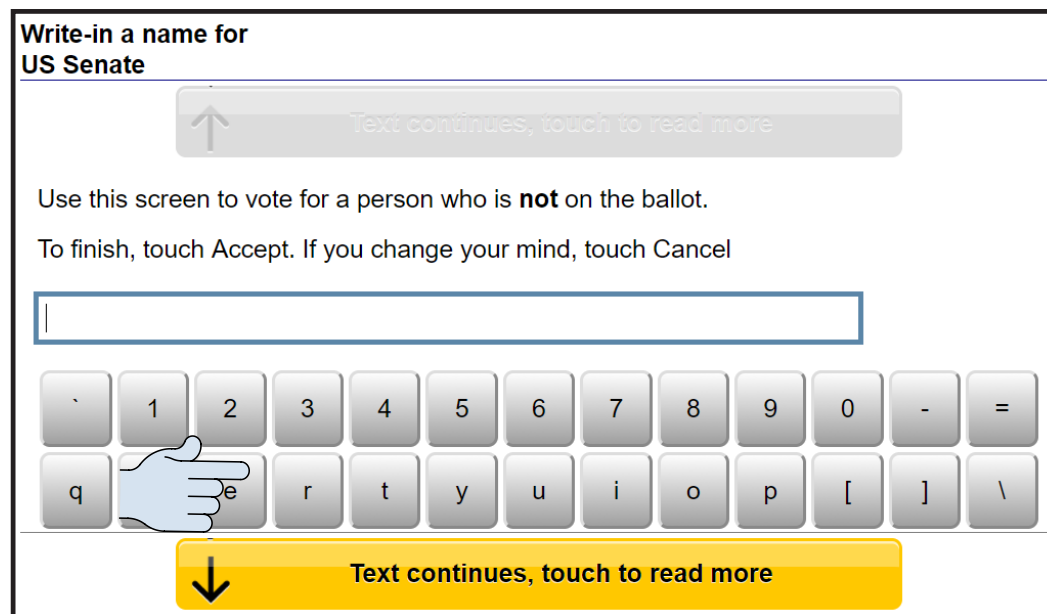 Write-in a name for
US Senate
Text continues, touch to read more
Use this screen to vote for a person who is not on the ballot.
To finish, touch Accept. If you change your mind, touch Cancel
` 1 2 3 4 5 6 7 8 9 0 - =
q e r t y u i o p [ ] \
Text continues, touch to read more